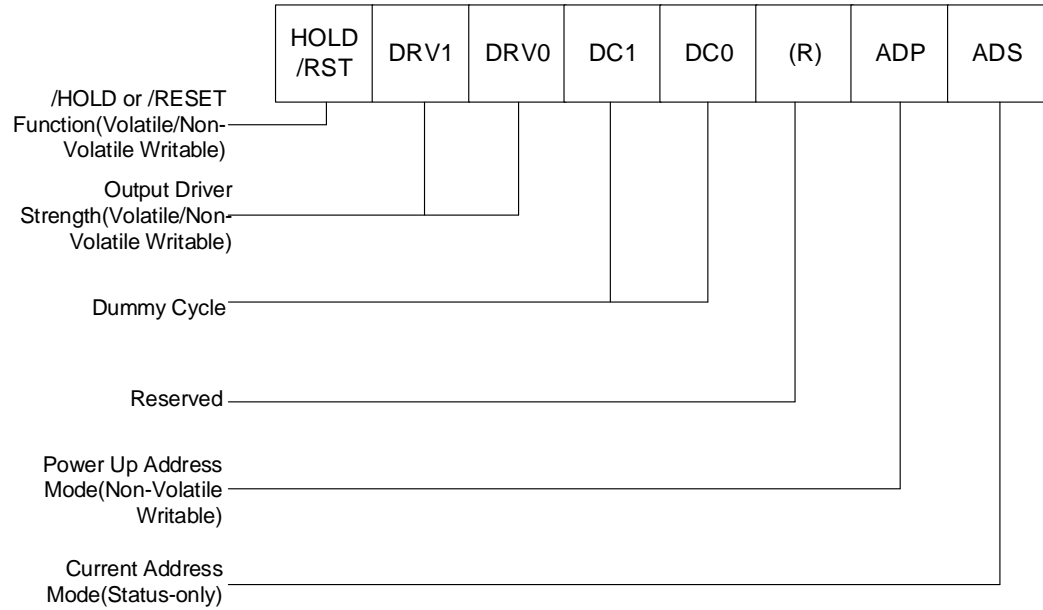 HOLD
/RST
DRV1
DRV0
DC1
DC0
(R)
ADP
ADS
/HOLD or /RESET
Function(Volatile/Non-
Volatile Writable)
Output Driver
Strength(Volatile/Non-
Volatile Writable)
Dummy Cycle
Reserved
Power Up Address
Mode(Non-Volatile
Writable)
Current Address
Mode(Status-only)